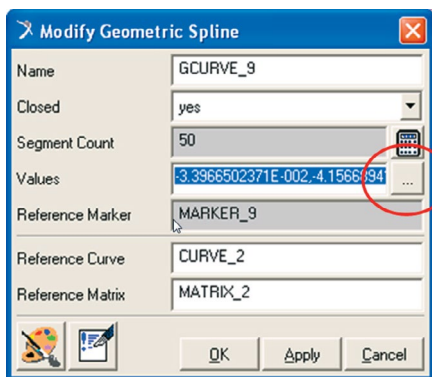 Modify Geometric Spline
Name GCURVE_9
Closed yes
Segment Count 50
Values -3.3966502371E-002,-4.1566894 ...
Reference Marker MARKER_9
Reference Curve CURVE_2
Reference Matrix MATRIX_2
OK Apply Cancel